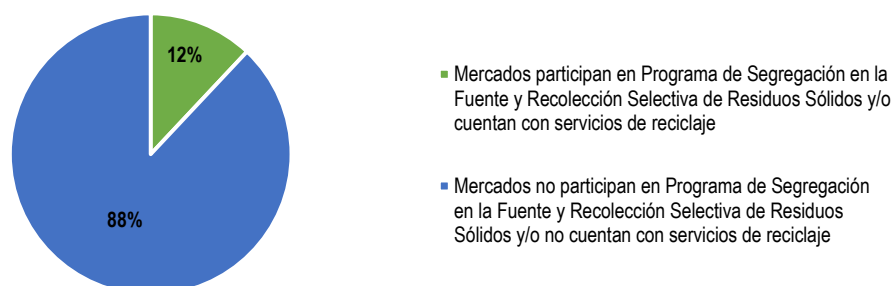 12%
88%
Mercados participan en Programa de Segregación en la
Fuente y Recolección Selectiva de Residuos Sólidos y/o
cuentan con servicios de reciclaje
Mercados no participan en Programa de Segregación
en la Fuente y Recolección Selectiva de Residuos
Sólidos y/o no cuentan con servicios de reciclaje